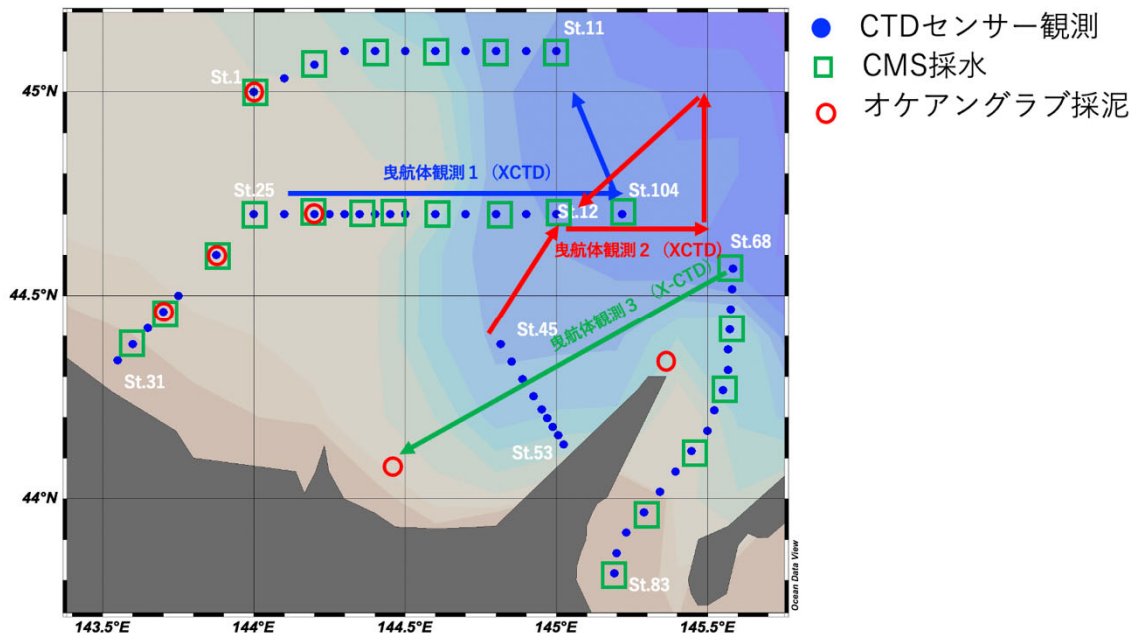 CTDセンサー観測
CMS採水
オケアングラブ採泥
St.11
St.1
45°N
曳航体観測１（XCTD）
St.25
St.104
St.12
曳航体観測２（XCTD）
St.68
44.5°N
曳航体観測３（X-CTD）
St.45
St.31
St.53
44°N
St.83
Ocean Data View
143.5°E
144°E
144.5°E
145°E
145.5°E